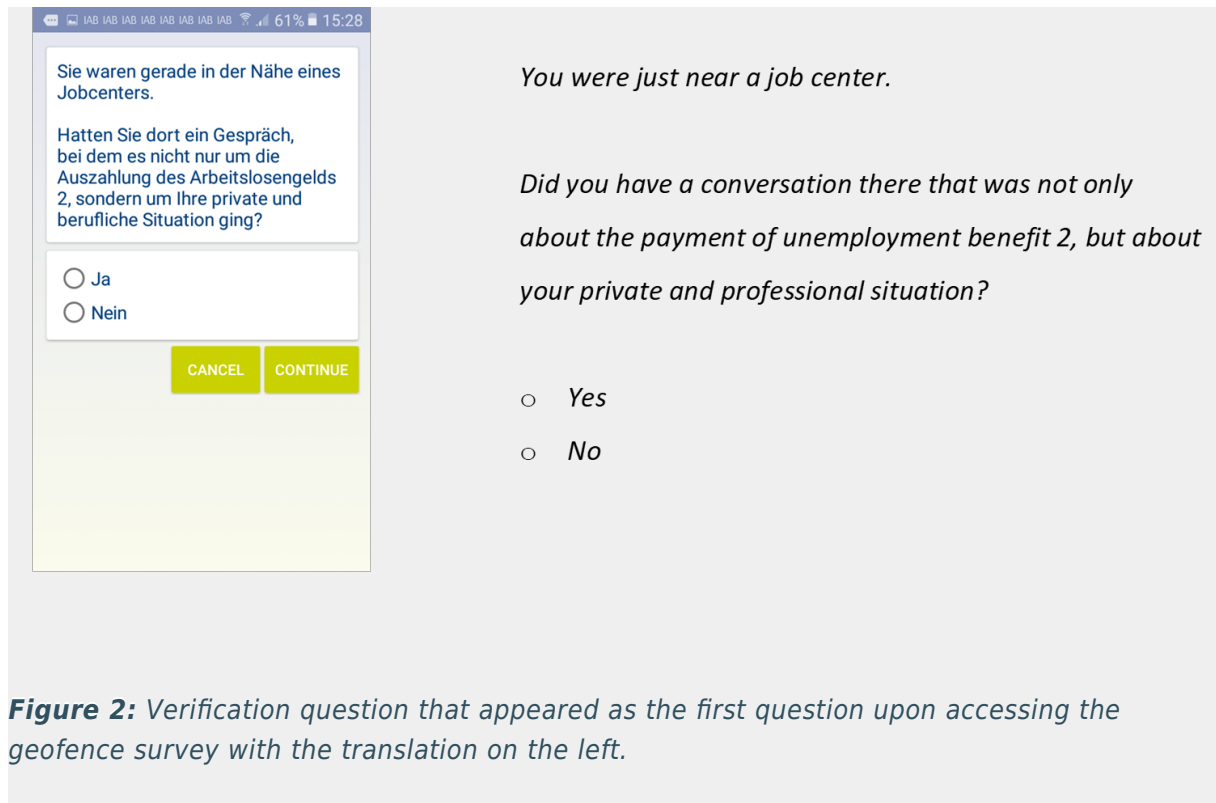 IAB IAB IAB IAB IAB IAB IAB IAB 61% 15:28
Sie waren gerade in der Nähe eines
Jobcenters.
Hatten Sie dort ein Gespräch,
bei dem es nicht nur um die
Auszahlung des Arbeitslosengelds
2, sondern um Ihre private und
berufliche Situation ging?
Ja
Nein
CANCEL CONTINUE
You were just near a job center.
Did you have a conversation there that was not only
about the payment of unemployment benefit 2, but about
your private and professional situation?
o Yes
o No
Figure 2: Verification question that appeared as the first question upon accessing the
geofence survey with the translation on the left.